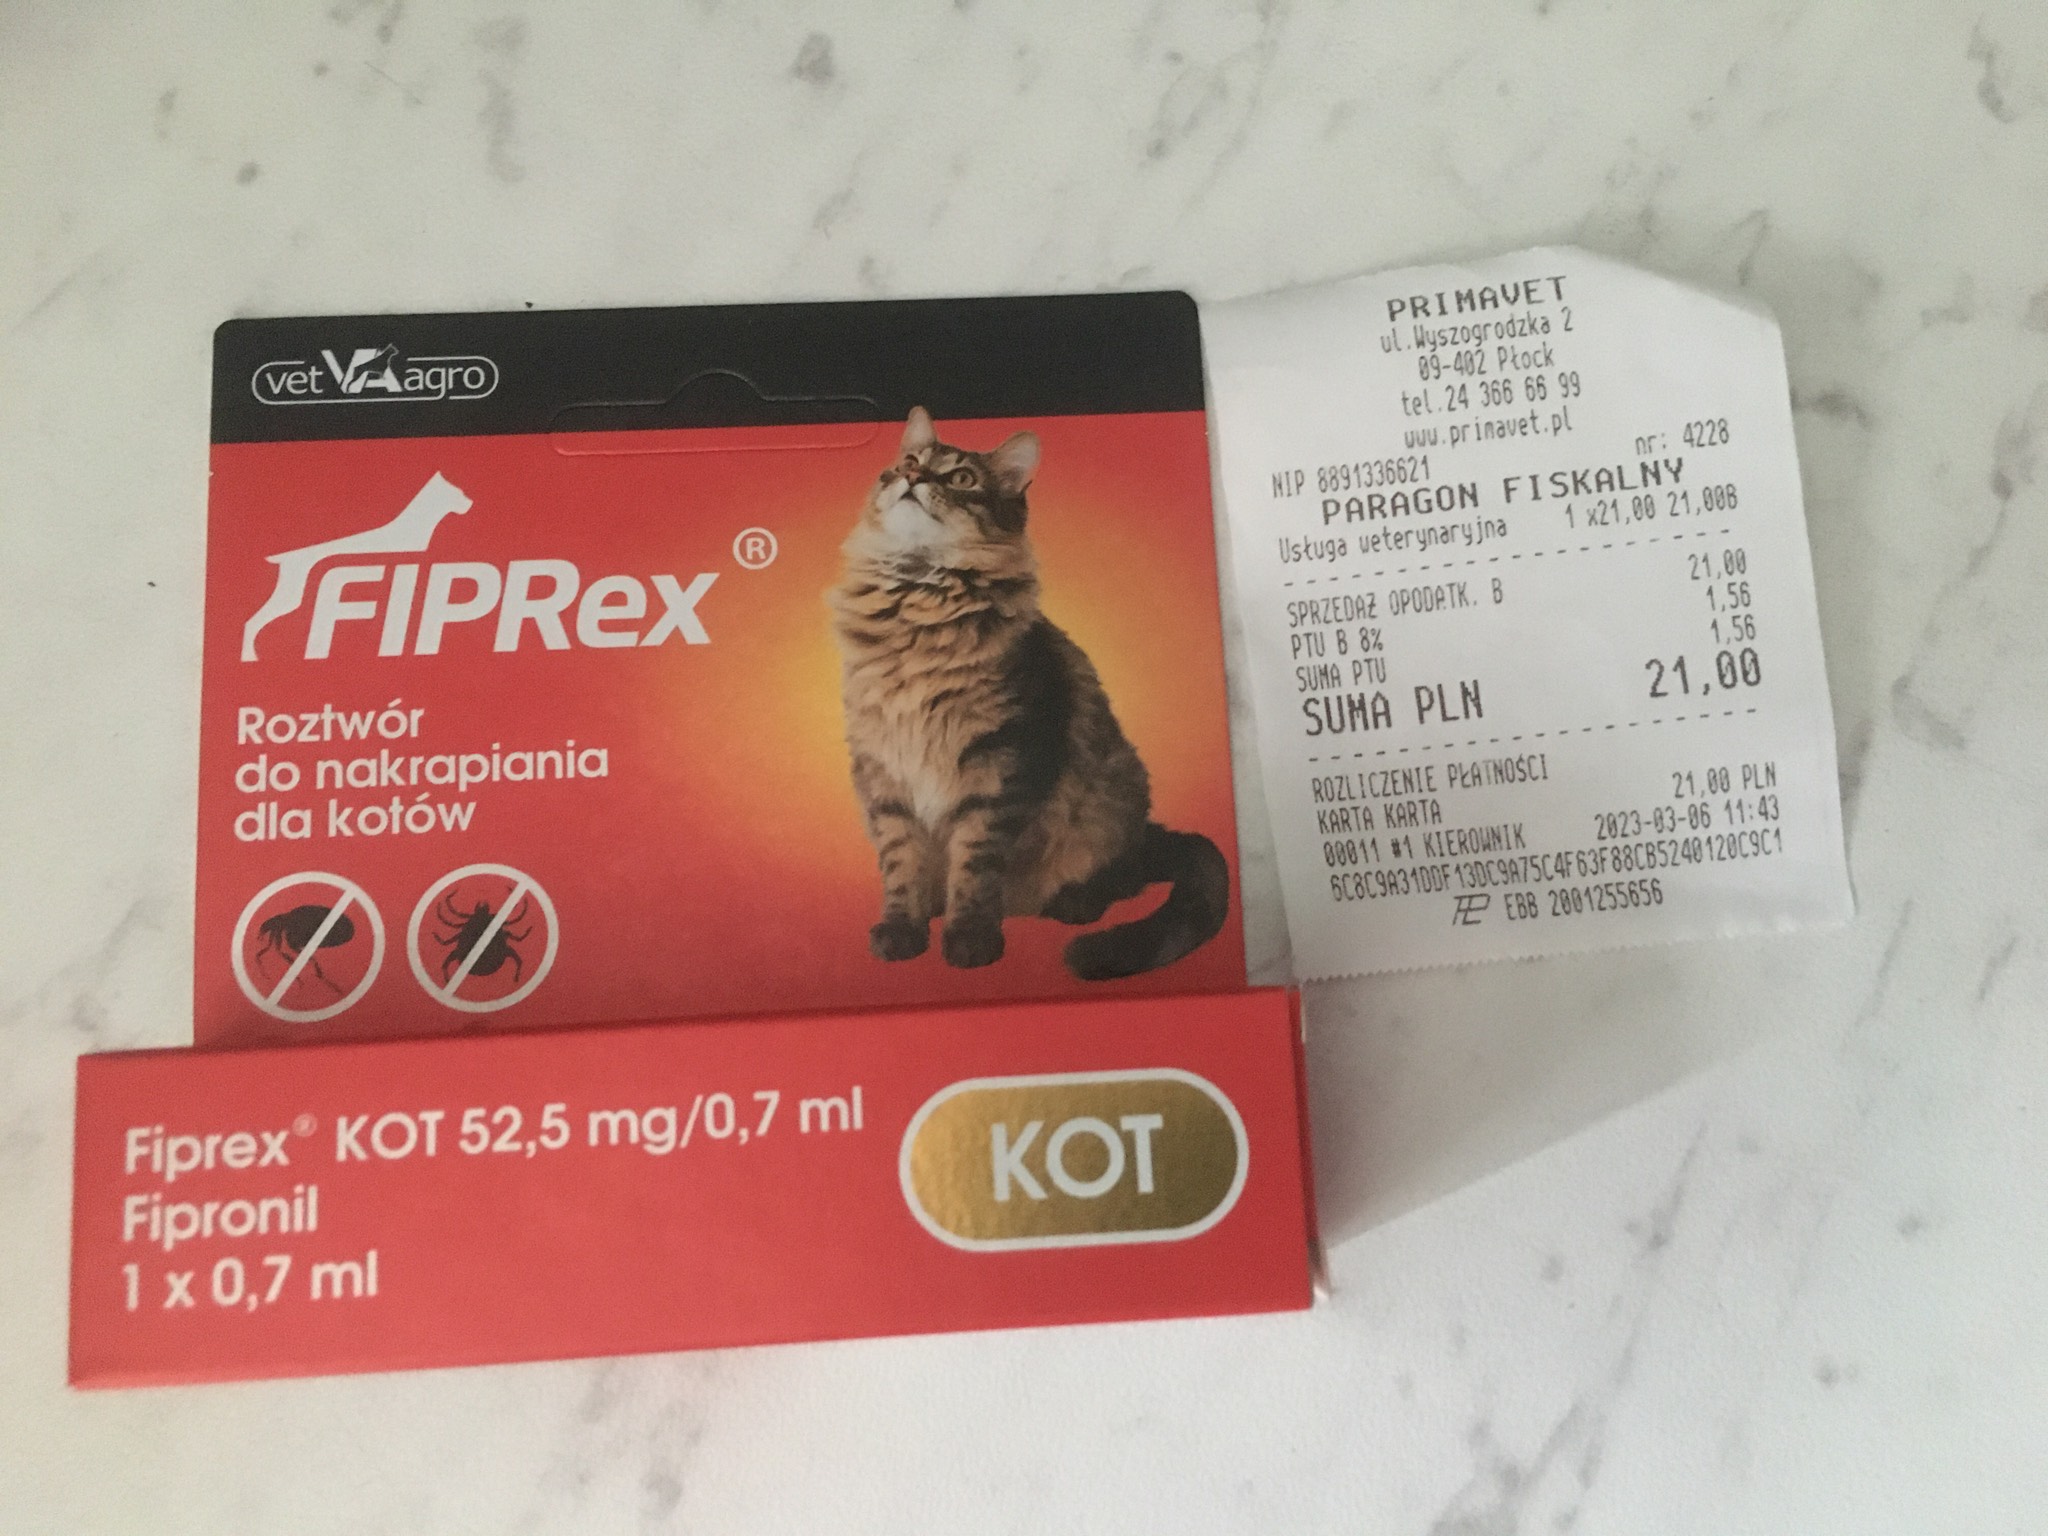 vet VA agro
FIPRex®
Roztwór
do nakrapiania
dla kotów
Fiprex® KOT 52,5 mg/0,7 ml
Fipronil
1 x 0,7 ml
KOT
PRIMAVET
ul.Wyszogrodzka 2
09-402 Płock
tel.24 366 66 99
www.primavet.pl
NIP 8891336621 nr: 4228
PARAGON FISKALNY
Usługa weterynaryjna 1 x21,00 21,00B
SPRZEDAŻ OPODATK. B 21,00
PTU B 8% 1,56
SUMA PTU 1,56
SUMA PLN 21,00
ROZLICZENIE PŁATNOŚCI
KARTA KARTA 21,00 PLN
00011 #1 KIEROWNIK 2023-03-06 11:43
6C8C9A31DDF13DC9A75C4F63F88CB5240120C9C1
EBB 2001255656